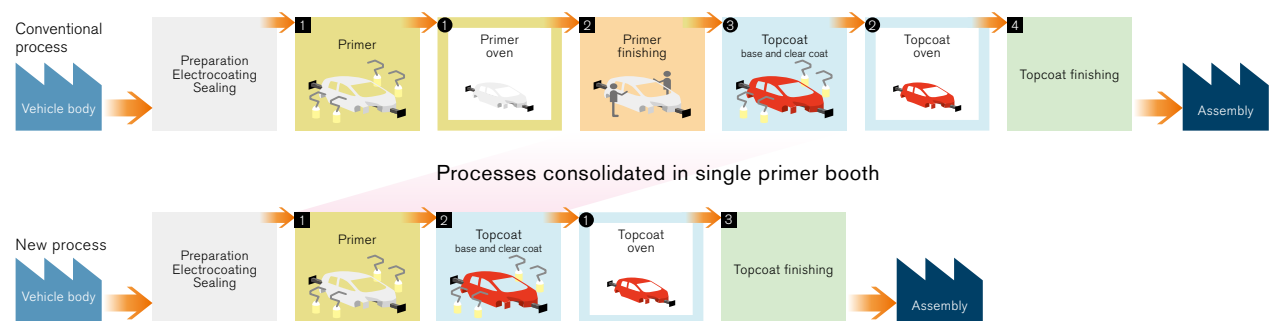 Conventional
process
Vehicle body
Preparation
Electrocoating
Sealing
1
Primer
1
Primer
oven
2
Primer
finishing
3
Topcoat
base and clear coat
2
Topcoat
oven
4
Topcoat finishing
Assembly
Processes consolidated in single primer booth
New process
Vehicle body
Preparation
Electrocoating
Sealing
1
Primer
2
Topcoat
base and clear coat
1
Topcoat
oven
3
Topcoat finishing
Assembly